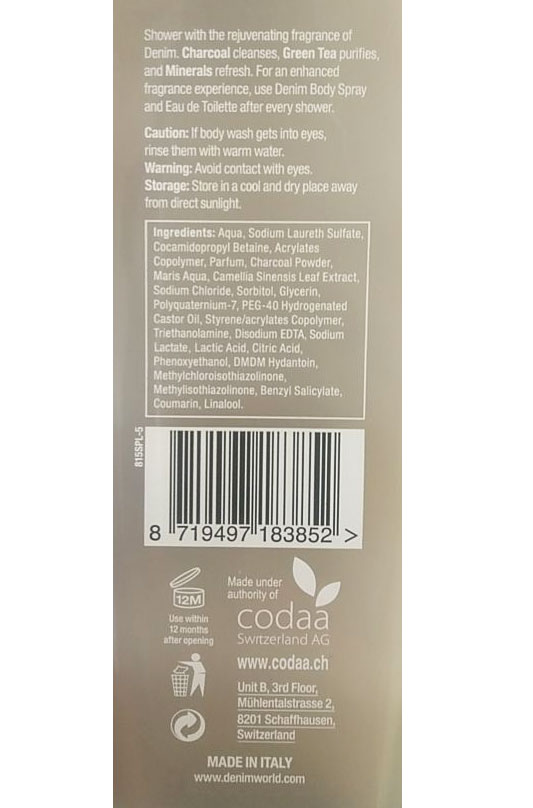 Shower with the rejuvenating fragrance of
Denim. Charcoal cleanses, Green Tea purifies,
and Minerals refresh. For an enhanced
fragrance experience, use Denim Body Spray
and Eau de Toilette after every shower.
Caution: If body wash gets into eyes,
rinse them with warm water.
Warning: Avoid contact with eyes.
Storage: Store in a cool and dry place away
from direct sunlight.
Ingredients: Aqua, Sodium Laureth Sulfate,
Cocamidopropyl Betaine, Acrylates
Copolymer, Parfum, Charcoal Powder,
Maris Aqua, Camellia Sinensis Leaf Extract,
Sodium Chloride, Sorbitol, Glycerin,
Polyquaternium-7, PEG-40 Hydrogenated
Castor Oil, Styrene/acrylates Copolymer,
Triethanolamine, Disodium EDTA, Sodium
Lactate, Lactic Acid, Citric Acid,
Phenoxyethanol, DMDM Hydantoin,
Methylchloroisothiazolinone,
Methylisothiazolinone, Benzyl Salicylate,
Coumarin, Linalool.
815SPL-5
8 719497 183852 >
12M
Use within
12 months
after opening
Made under
authority of
codaa
Switzerland AG
www.codaa.ch
Unit B, 3rd Floor,
Mühlentalstrasse 2,
8201 Schaffhausen,
Switzerland
MADE IN ITALY
www.denimworld.com